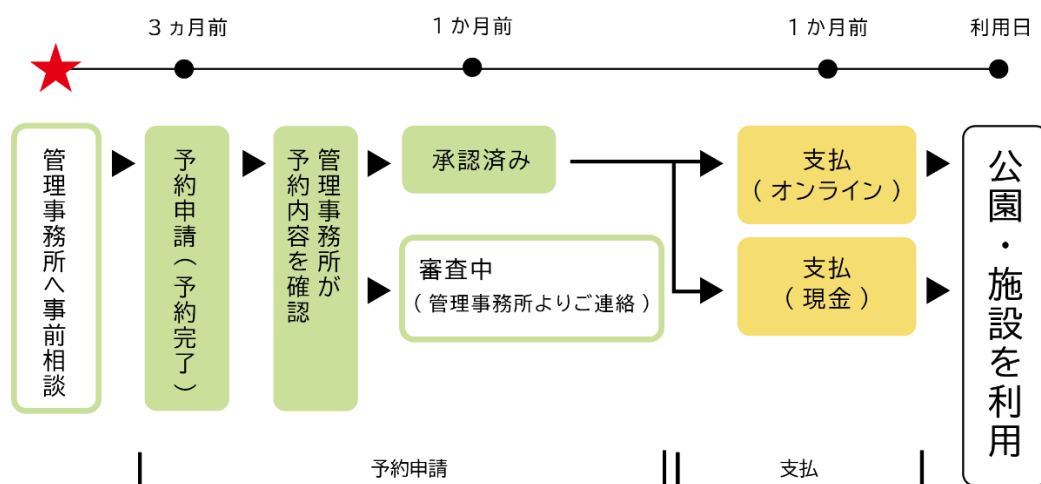 3ヵ月前
1か月前
1か月前
利用日
管理事務所へ事前相談
予約申請（予約完了）
管理事務所が
予約内容を確認
承認済み
審査中
（管理事務所よりご連絡）
支払
（オンライン）
支払
（現金）
公園・施設を利用
予約申請
支払